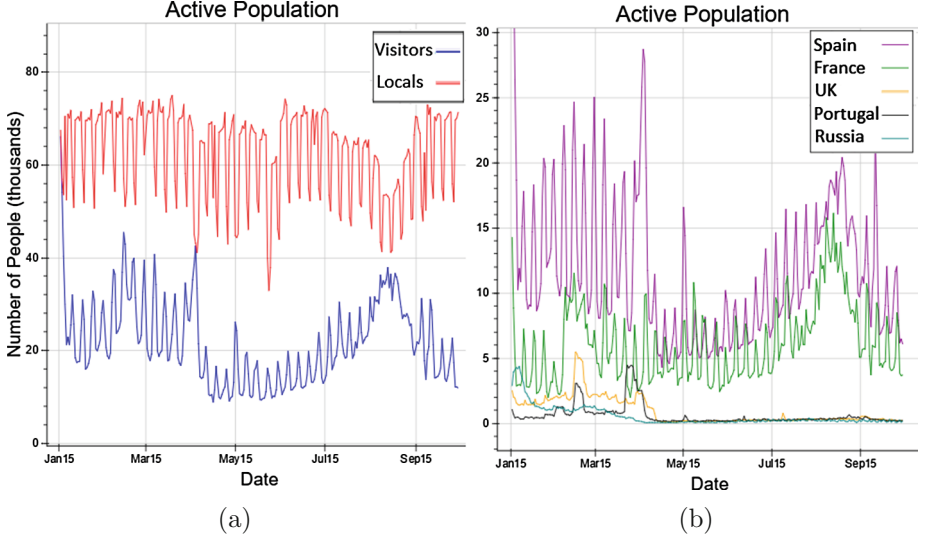 Active Population
Visitors
Locals
80
60
40
20
0
Number of People (thousands)
Jan15 Mar15 May15 Jul15 Sep15
Date
(a)
Active Population
Spain
France
UK
Portugal
Russia
30
25
20
15
10
5
0
Jan15 Mar15 May15 Jul15 Sep15
Date
(b)